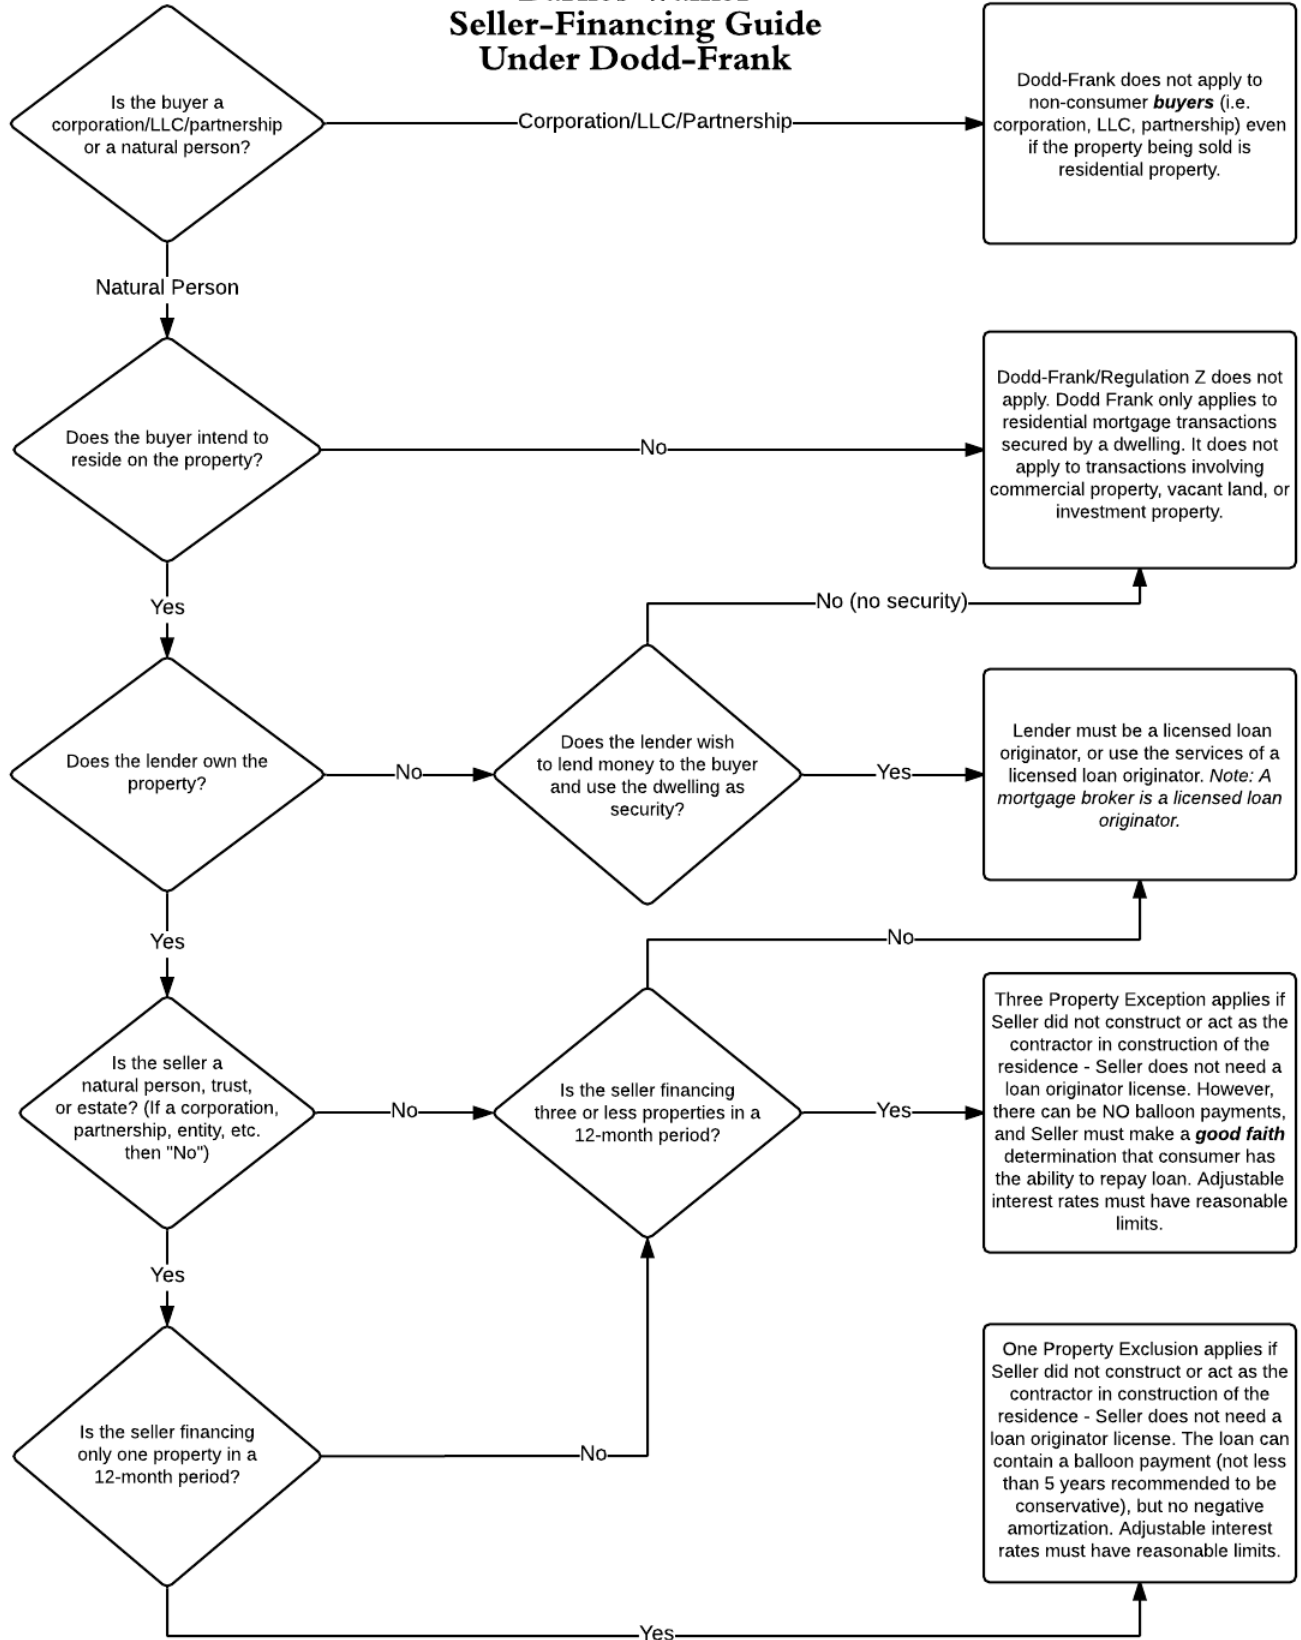 Seller-Financing Guide
Under Dodd-Frank
Is the buyer a
corporation/LLC/partnership
or a natural person?
Corporation/LLC/Partnership
Dodd-Frank does not apply to
non-consumer buyers (i.e.
corporation, LLC, partnership) even
if the property being sold is
residential property.
Natural Person
Does the buyer intend to
reside on the property?
No
Dodd-Frank/Regulation Z does not
apply. Dodd Frank only applies to
residential mortgage transactions
secured by a dwelling. It does not
apply to transactions involving
commercial property, vacant land, or
investment property.
Yes
No (no security)
Does the lender own the
property?
No
Does the lender wish
to lend money to the buyer
and use the dwelling as
security?
Yes
Lender must be a licensed loan
originator, or use the services of a
licensed loan originator. Note: A
mortgage broker is a licensed loan
originator.
Yes
No
Is the seller a
natural person, trust,
or estate? (If a corporation,
partnership, entity, etc.
then "No")
No
Is the seller financing
three or less properties in a
12-month period?
Yes
Three Property Exception applies if
Seller did not construct or act as the
contractor in construction of the
residence - Seller does not need a
loan originator license. However,
there can be NO balloon payments,
and Seller must make a good faith
determination that consumer has
the ability to repay loan. Adjustable
interest rates must have reasonable
limits.
Yes
Is the seller financing
only one property in a
12-month period?
No
One Property Exclusion applies if
Seller did not construct or act as the
contractor in construction of the
residence - Seller does not need a
loan originator license. The loan can
contain a balloon payment (not less
than 5 years recommended to be
conservative), but no negative
amortization. Adjustable interest
rates must have reasonable limits.
Yes